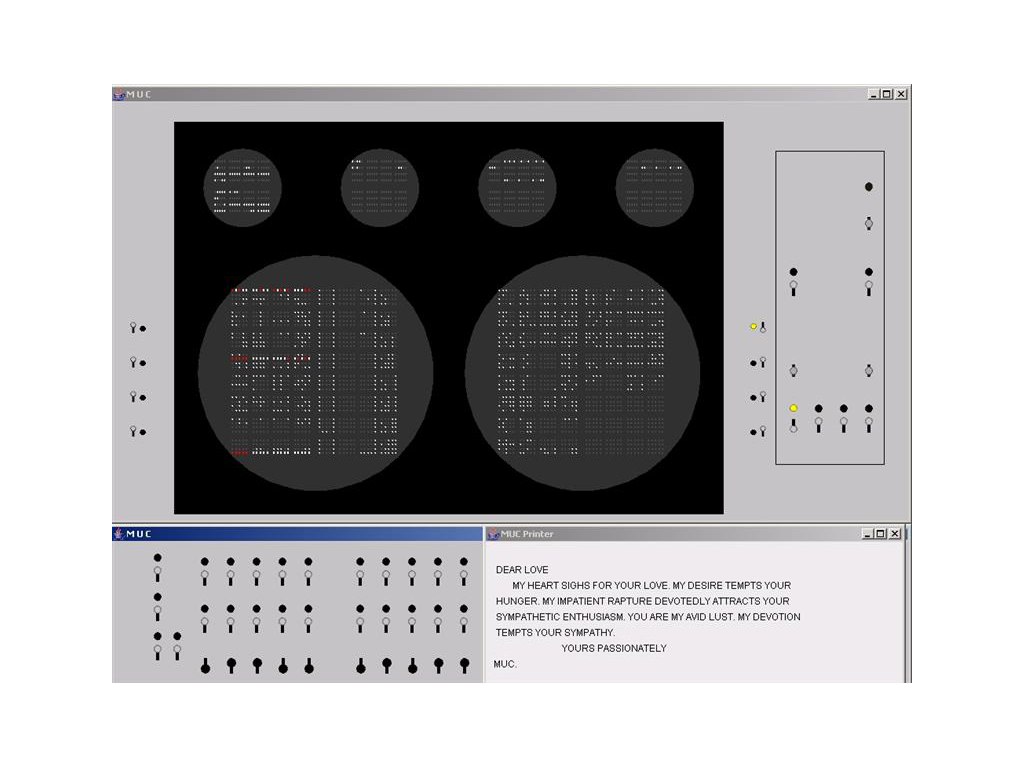 MUC
MUC
MUC Printer
DEAR LOVE
MY HEART SIGHS FOR YOUR LOVE. MY DESIRE TEMPTS YOUR
HUNGER. MY IMPATIENT RAPTURE DEVOTEDLY ATTRACTS YOUR
SYMPATHETIC ENTHUSIASM. YOU ARE MY AVID LUST. MY DEVOTION
TEMPTS YOUR SYMPATHY.
YOURS PASSIONATELY
MUC.